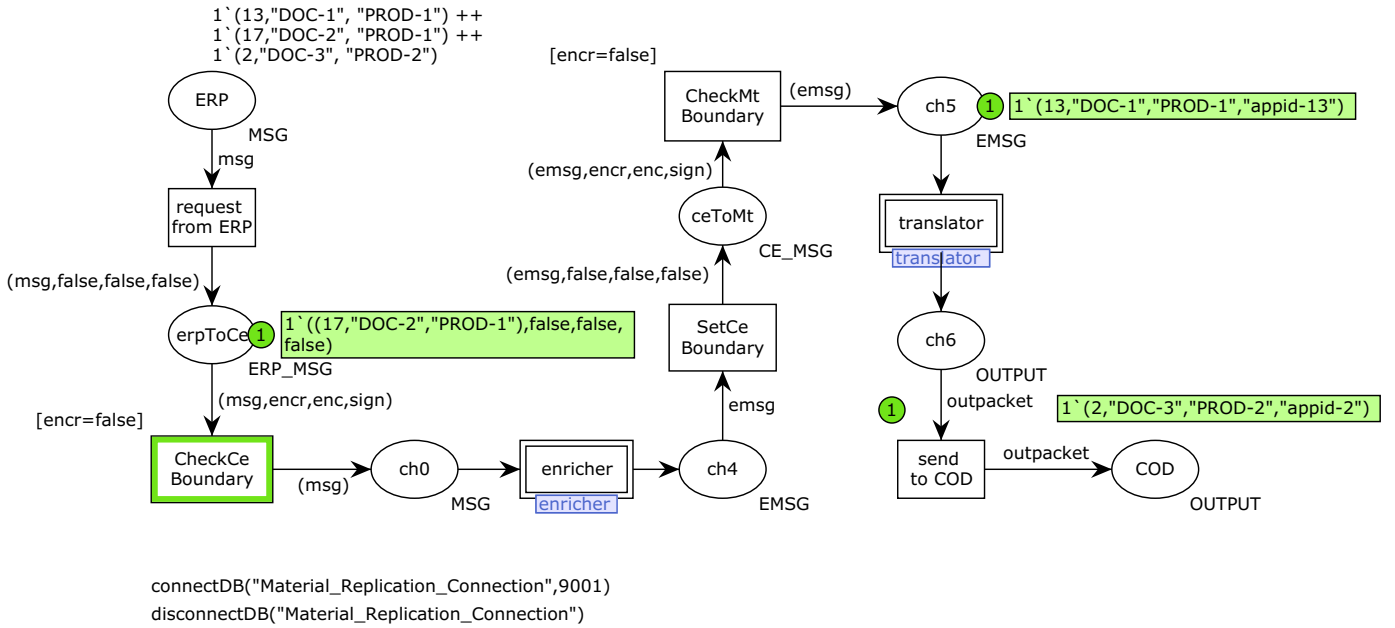 1`(13,"DOC-1", "PROD-1") ++
1`(17,"DOC-2", "PROD-1") ++
1`(2,"DOC-3", "PROD-2")
ERP
MSG
msg
request
from ERP
(msg,false,false,false)
erpToCe
1
1`((17,"DOC-2","PROD-1"),false,false,
false)
ERP_MSG
(msg,encr,enc,sign)
[encr=false]
CheckCe
Boundary
(msg)
ch0
MSG
enricher
enricher
ch4
EMSG
emsg
SetCe
Boundary
(emsg,false,false,false)
ceToMt
CE_MSG
(emsg,encr,enc,sign)
[encr=false]
CheckMt
Boundary
(emsg)
ch5
1
1`(13,"DOC-1","PROD-1","appid-13")
EMSG
translator
translator
ch6
OUTPUT
outpacket
1
1`(2,"DOC-3","PROD-2","appid-2")
send
to COD
outpacket
COD
OUTPUT
connectDB("Material_Replication_Connection",9001)
disconnectDB("Material_Replication_Connection")